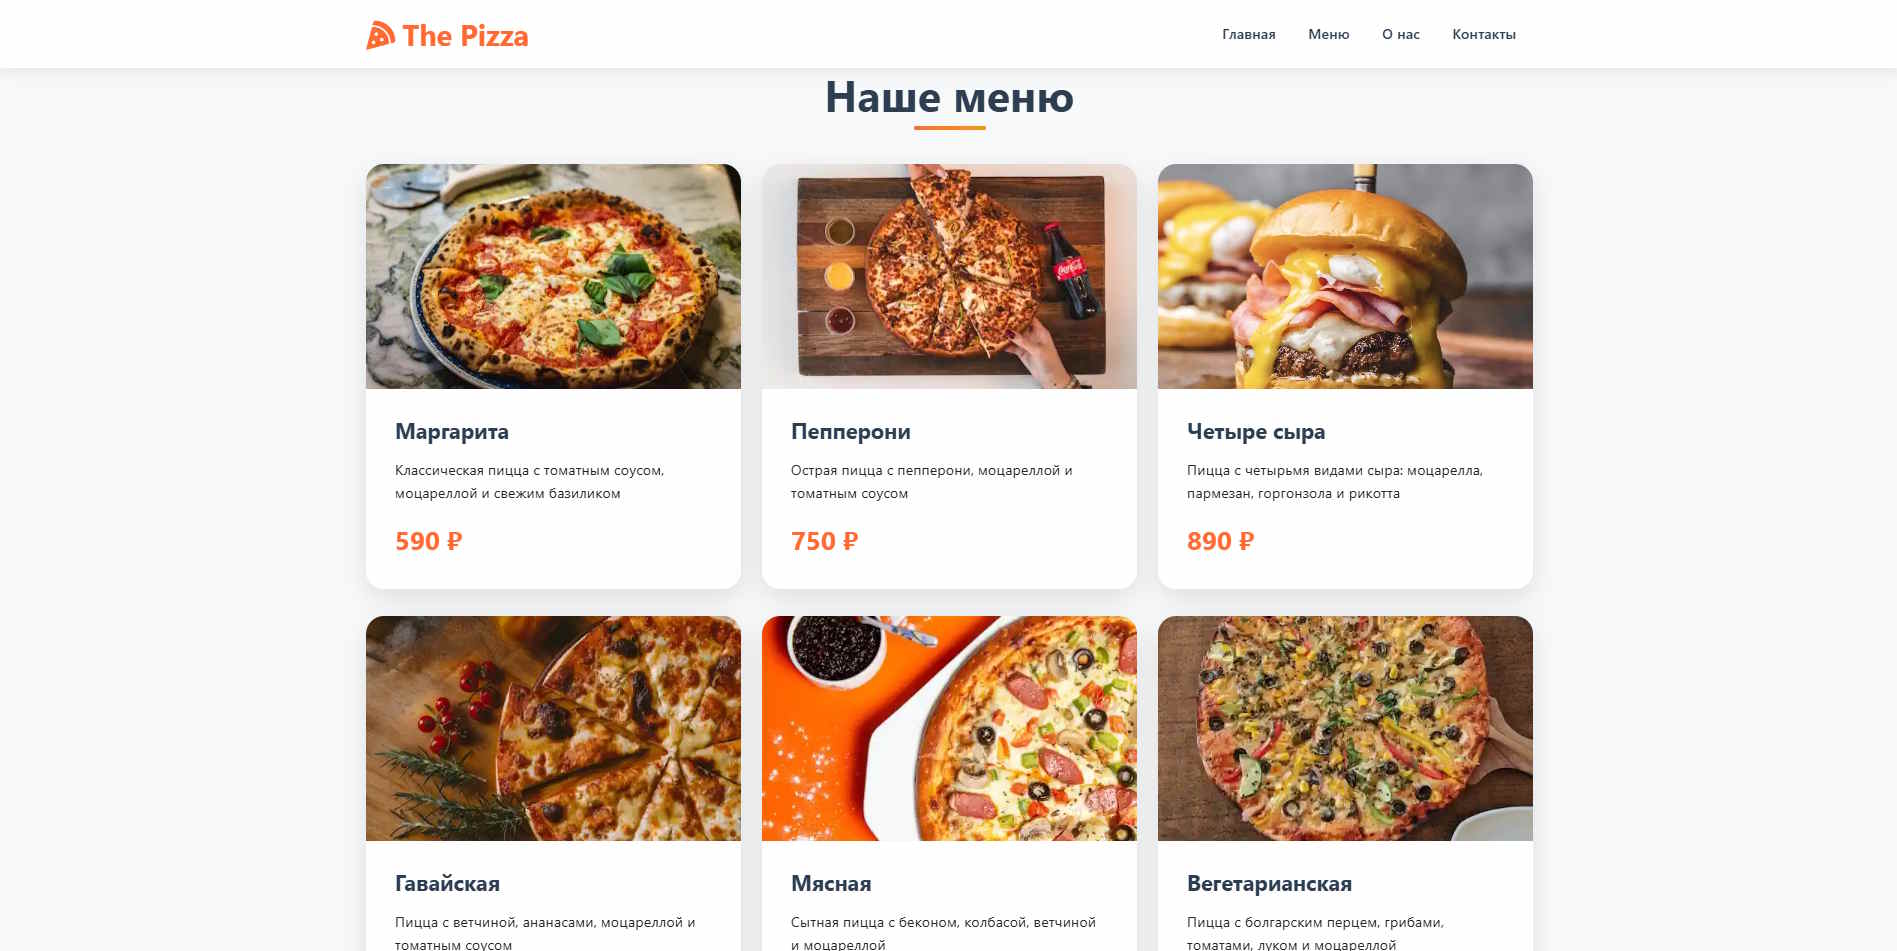 The Pizza
Главная
Меню
О нас
Контакты
Наше меню
Маргарита
Классическая пицца с томатным соусом,
моцареллой и свежим базиликом
590 ₽
Coca-Cola
Пепперони
Острая пицца с пепперони, моцареллой и
томатным соусом
750 ₽
Четыре сыра
Пицца с четырьмя видами сыра: моцарелла,
пармезан, горгонзола и рикотта
890 ₽
Гавайская
Пицца с ветчиной, ананасами, моцареллой и
томатным соусом
Мясная
Сытная пицца с беконом, колбасой, ветчиной
и моцареллой
Вегетарианская
Пицца с болгарским перцем, грибами,
томатами, луком и моцареллой